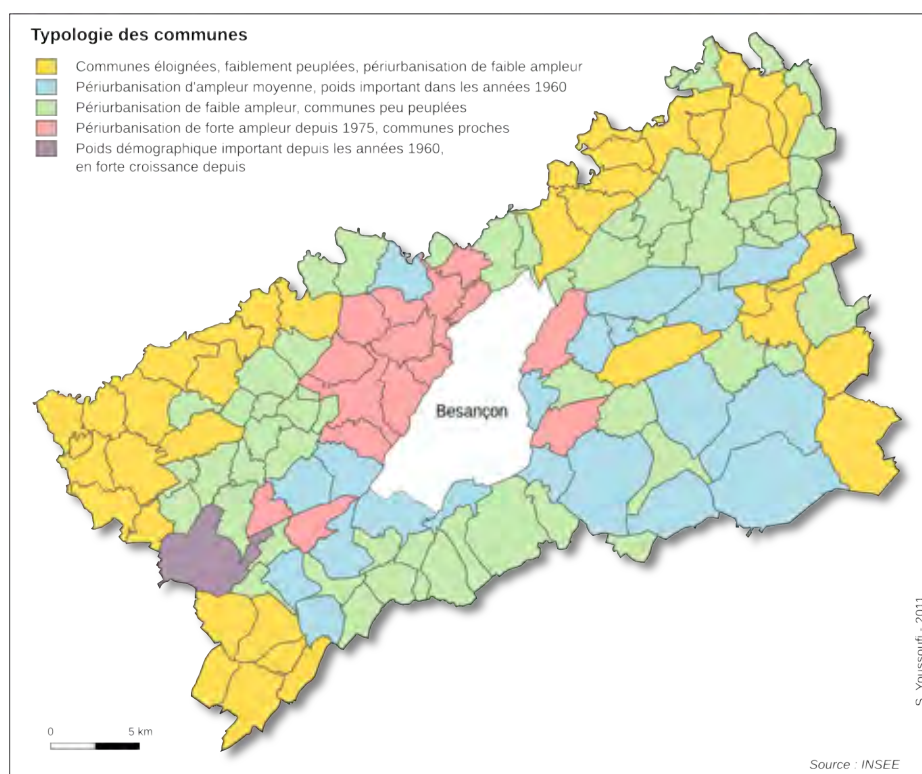 Typologie des communes
Communes éloignées, faiblement peuplées, périurbanisation de faible ampleur
Périurbanisation d'ampleur moyenne, poids important dans les années 1960
Périurbanisation de faible ampleur, communes peu peuplées
Périurbanisation de forte ampleur depuis 1975, communes proches
Poids démographique important depuis les années 1960,
en forte croissance depuis
Besançon
S. Youssoufi - 2011
0 5 km
Source : INSEE